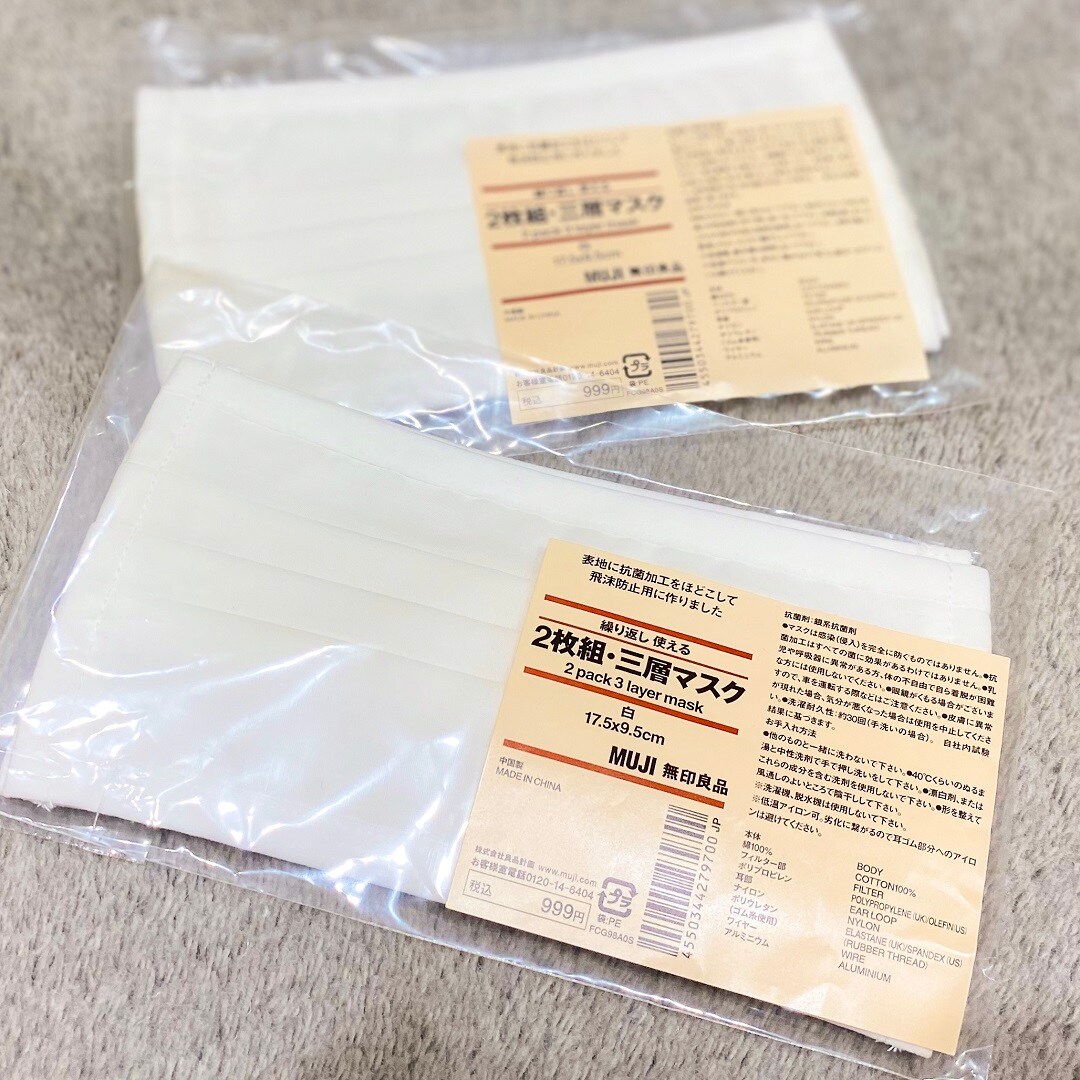 2枚組・三層マスク
2 pack 3 layer mask
MUJI 無印良品
www.muji.com
税込
999円
プラ
袋:PE
FCG98A0S
4550344279700
表地に抗菌加工をほどこして
飛沫防止用に作りました
繰り返し 使える
2枚組・三層マスク
2 pack 3 layer mask
白
17.5x9.5cm
MUJI 無印良品
中国製
MADE IN CHINA
株式会社良品計画 www.muji.com
お客様室電話0120-14-6404
税込
999円
プラ
袋:PE
FCG98A0S
4550344279700 JP
抗菌剤:銀系抗菌剤
●マスクは感染(侵入)を完全に防ぐものではありません。●抗
菌加工はすべての菌に効果があるわけではありません。●乳
児や呼吸器に異常がある方、体の不自由で自ら着脱が困難
な方には使用しないでください。●眼鏡がくもる場合がございま
すので、車を運転する際などはご注意ください。●皮膚に異常
が現れた場合、気分が悪くなった場合は使用を中止してくださ
い。●洗濯耐久性:約30回(手洗いの場合)。 自社内試験
結果に基づきます。
お手入れ方法
●他のものと一緒に洗わないで下さい。●40℃くらいのぬるま
湯と中性洗剤で手で押し洗いをして下さい。●漂白剤、または
これらの成分を含む洗剤を使用しないで下さい。●形を整えて
風通しのよいところで陰干しして下さい。
※洗濯機、脱水機は使用しないで下さい。
※低温アイロン可。劣化に繋がるので耳ゴム部分へのアイロ
ンは避けてください。
本体
綿100%
フィルター部
ポリプロピレン
耳部
ナイロン
ポリウレタン
(ゴム糸使用)
ワイヤー
アルミニウム
BODY
COTTON100%
FILTER
POLYPROPYLENE(UK)/OLEFIN(US)
EAR LOOP
NYLON
ELASTANE(UK)/SPANDEX(US)
(RUBBER THREAD)
WIRE
ALUMINIUM